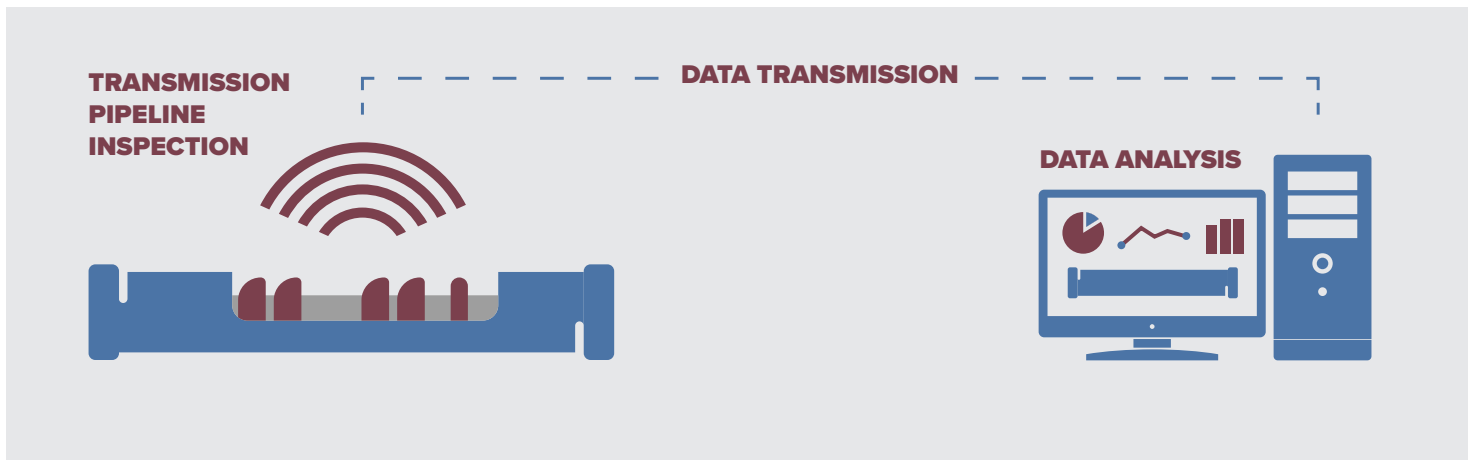 TRANSMISSION
PIPELINE
INSPECTION
DATA TRANSMISSION
DATA ANALYSIS